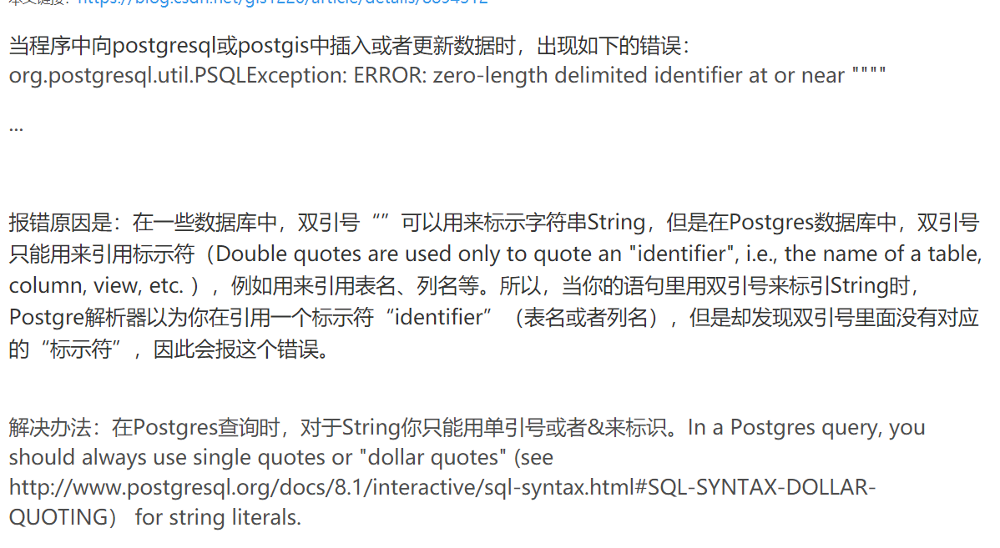 当程序中向postgresql或postgis中插入或者更新数据时，出现如下的错误：
org.postgresql.util.PSQLException: ERROR: zero-length delimited identifier at or near """"
...
报错原因是：在一些数据库中，双引号“”可以用来标示字符串String，但是在Postgres数据库中，双引号
只能用来引用标示符（Double quotes are used only to quote an "identifier", i.e., the name of a table,
column, view, etc. ），例如用来引用表名、列名等。所以，当你的语句里用双引号来标引String时，
Postgre解析器以为你在引用一个标示符“identifier”（表名或者列名），但是却发现双引号里面没有对应
的“标示符”，因此会报这个错误。
解决办法：在Postgres查询时，对于String你只能用单引号或者&来标识。In a Postgres query, you
should always use single quotes or "dollar quotes" (see
http://www.postgresql.org/docs/8.1/interactive/sql-syntax.html#SQL-SYNTAX-DOLLAR-
QUOTING） for string literals.